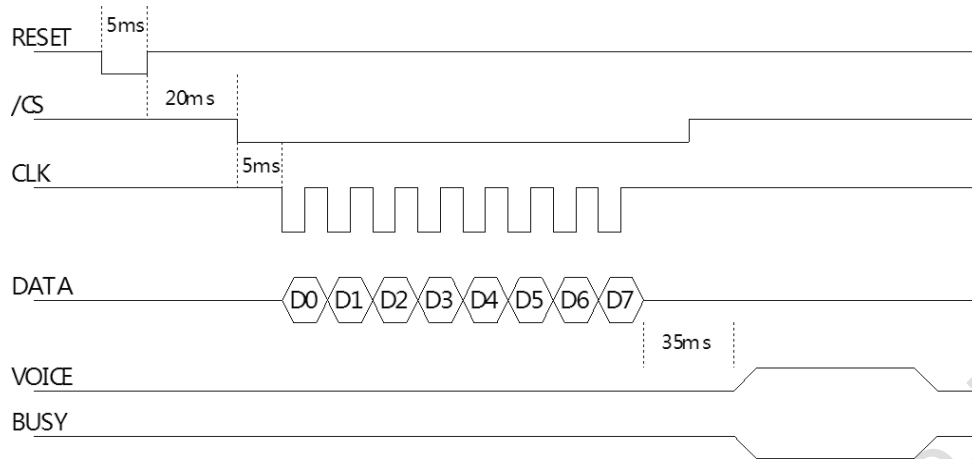 5ms
RESET
20ms
/CS
5ms
CLK
DATA
D0 D1 D2 D3 D4 D5 D6 D7
35ms
VOICE
BUSY